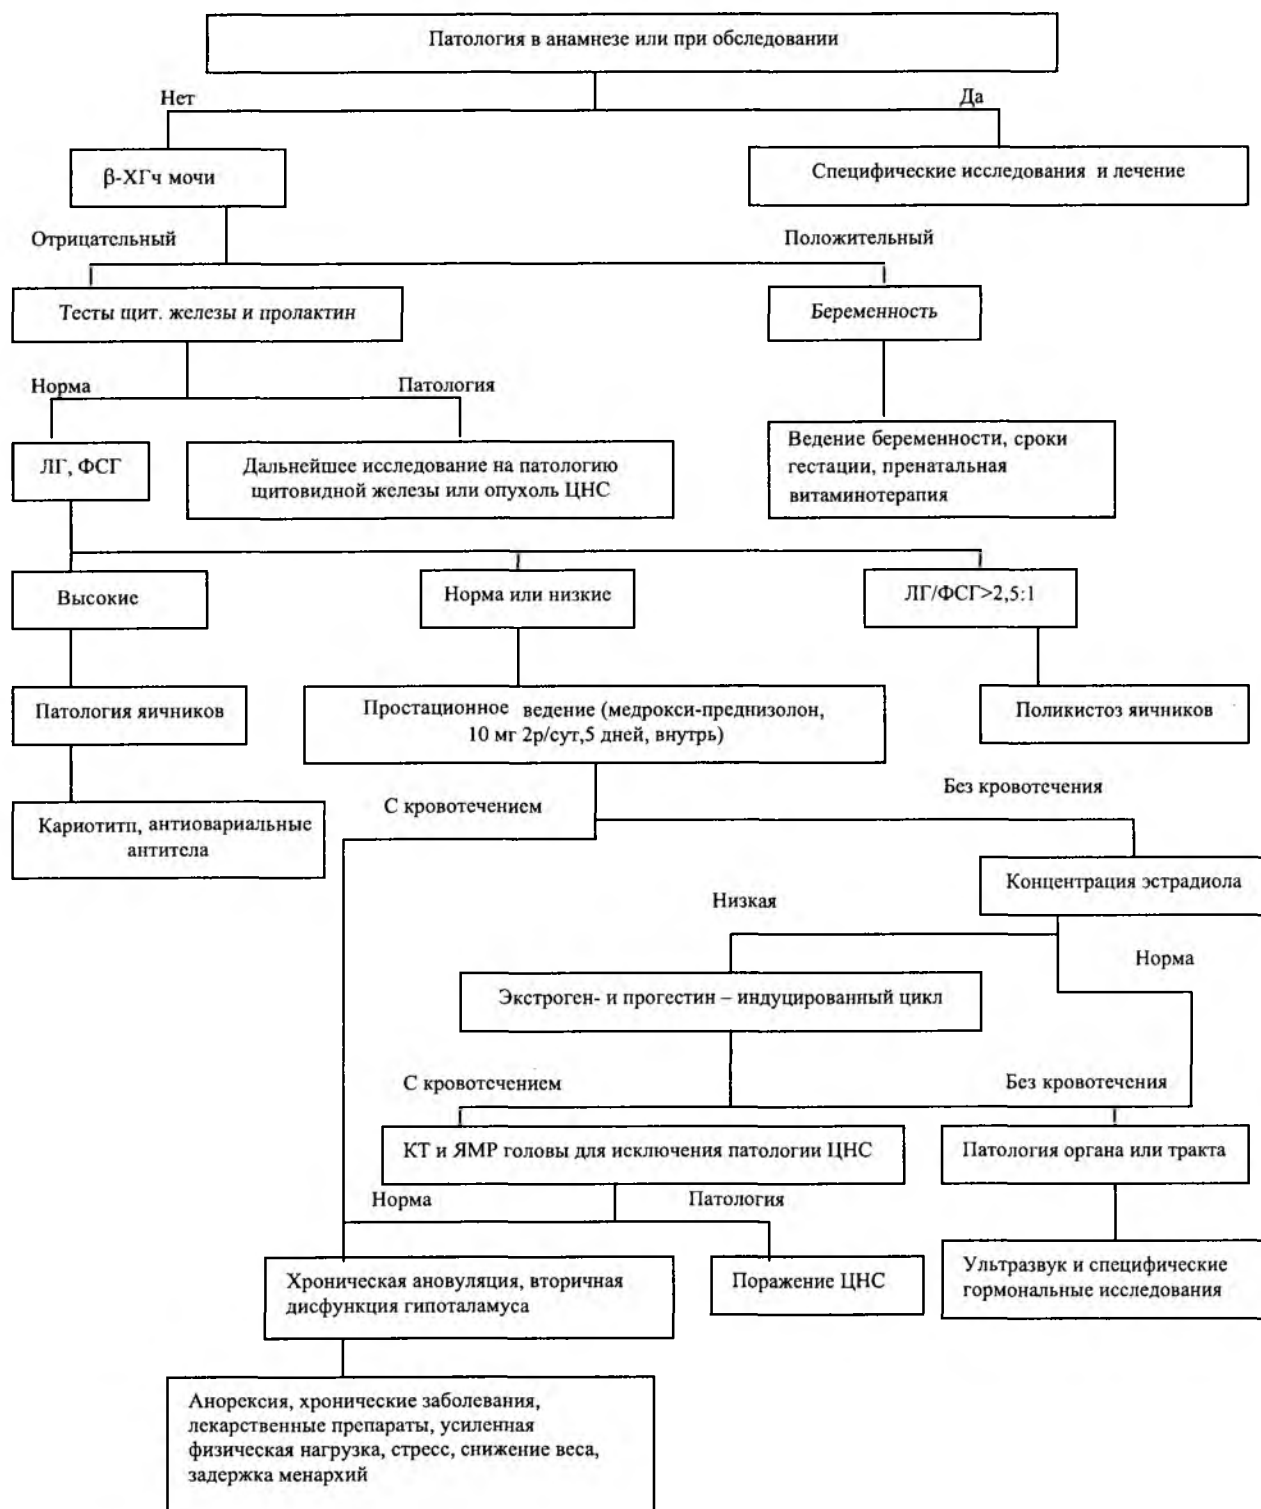 Патология в анамнезе или при обследовании
Нет
Да
β-ХГч мочи
Специфические исследования и лечение
Отрицательный
Положительный
Тесты щит. железы и пролактин
Беременность
Норма
Патология
ЛГ, ФСГ
Дальнейшее исследование на патологию
щитовидной железы или опухоль ЦНС
Ведение беременности, сроки
гестации, пренатальная
витаминотерапия
Высокие
Норма или низкие
ЛГ/ФСГ>2,5:1
Патология яичников
Простационное ведение (медрокси-преднизолон,
10 мг 2р/сут,5 дней, внутрь)
Поликистоз яичников
С кровотечением
Без кровотечения
Кариотитп, антиовариальные
антитела
Концентрация эстрадиола
Низкая
Норма
Экстроген- и прогестин – индуцированный цикл
С кровотечением
Без кровотечения
КТ и ЯМР головы для исключения патологии ЦНС
Патология органа или тракта
Норма
Патология
Хроническая ановуляция, вторичная
дисфункция гипоталамуса
Поражение ЦНС
Ультразвук и специфические
гормональные исследования
Анорексия, хронические заболевания,
лекарственные препараты, усиленная
физическая нагрузка, стресс, снижение веса,
задержка менархий